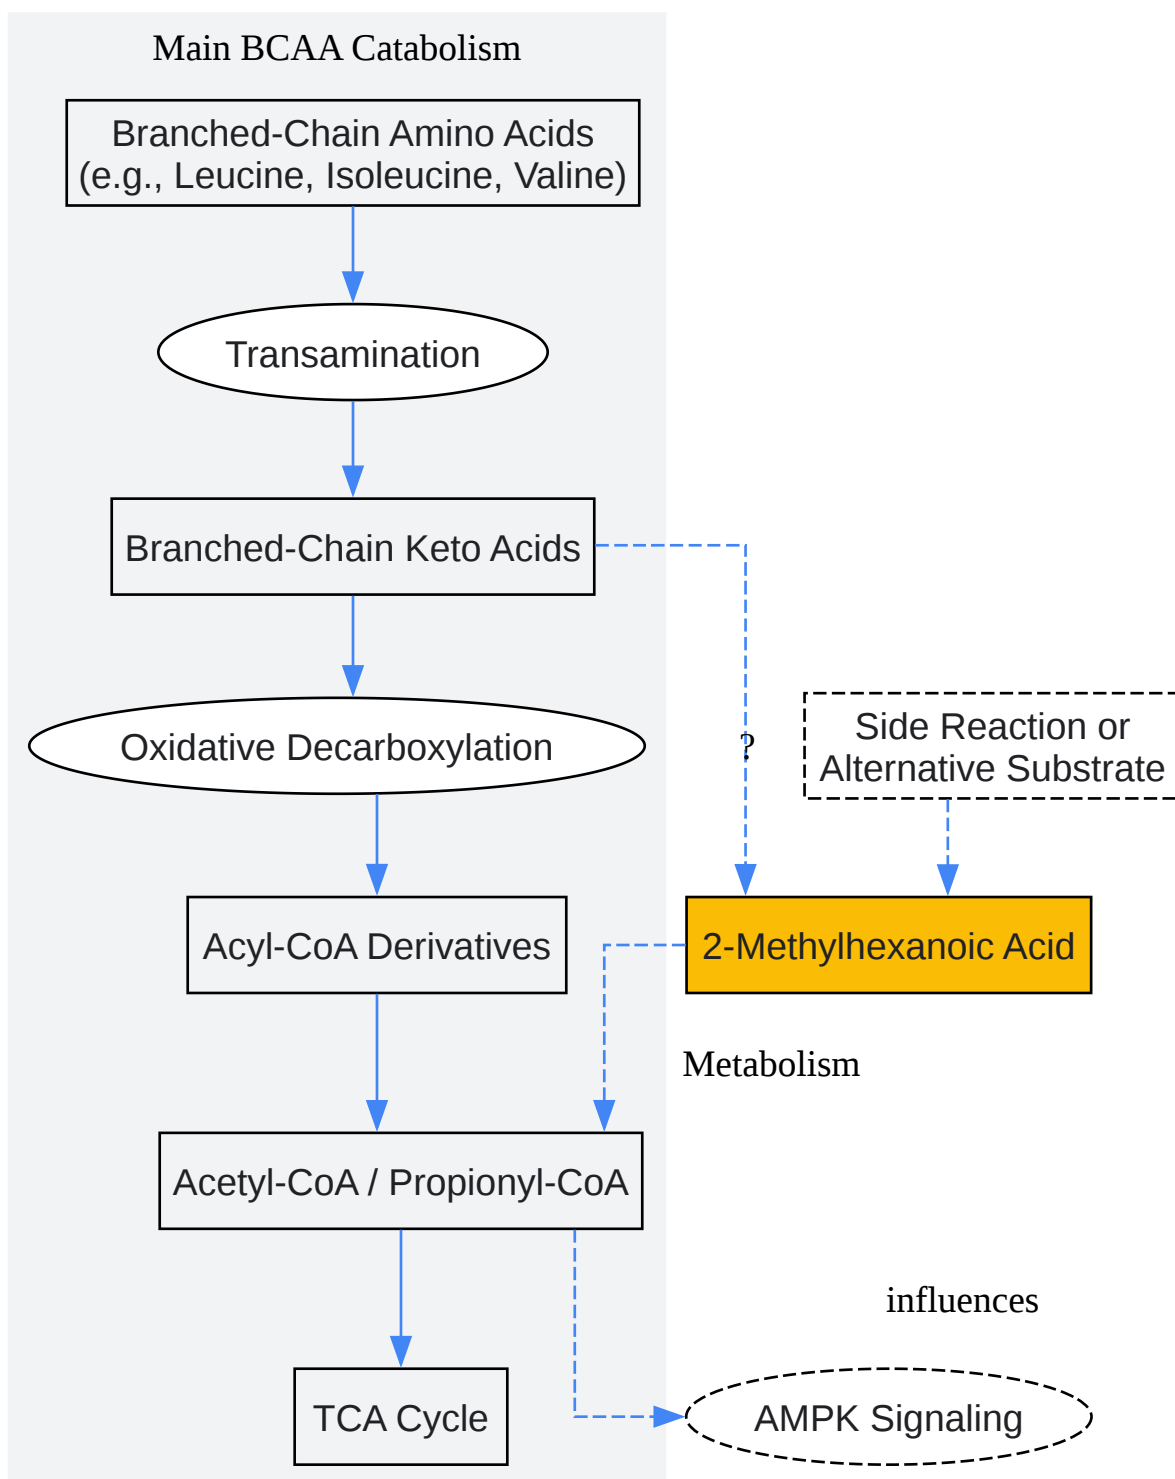 Main BCAA Catabolism
Branched-Chain Amino Acids
(e.g., Leucine, Isoleucine, Valine)
Transamination
Branched-Chain Keto Acids
Oxidative Decarboxylation
?
Side Reaction or
Alternative Substrate
Acyl-CoA Derivatives
2-Methylhexanoic Acid
Metabolism
Acetyl-CoA / Propionyl-CoA
influences
TCA Cycle
AMPK Signaling